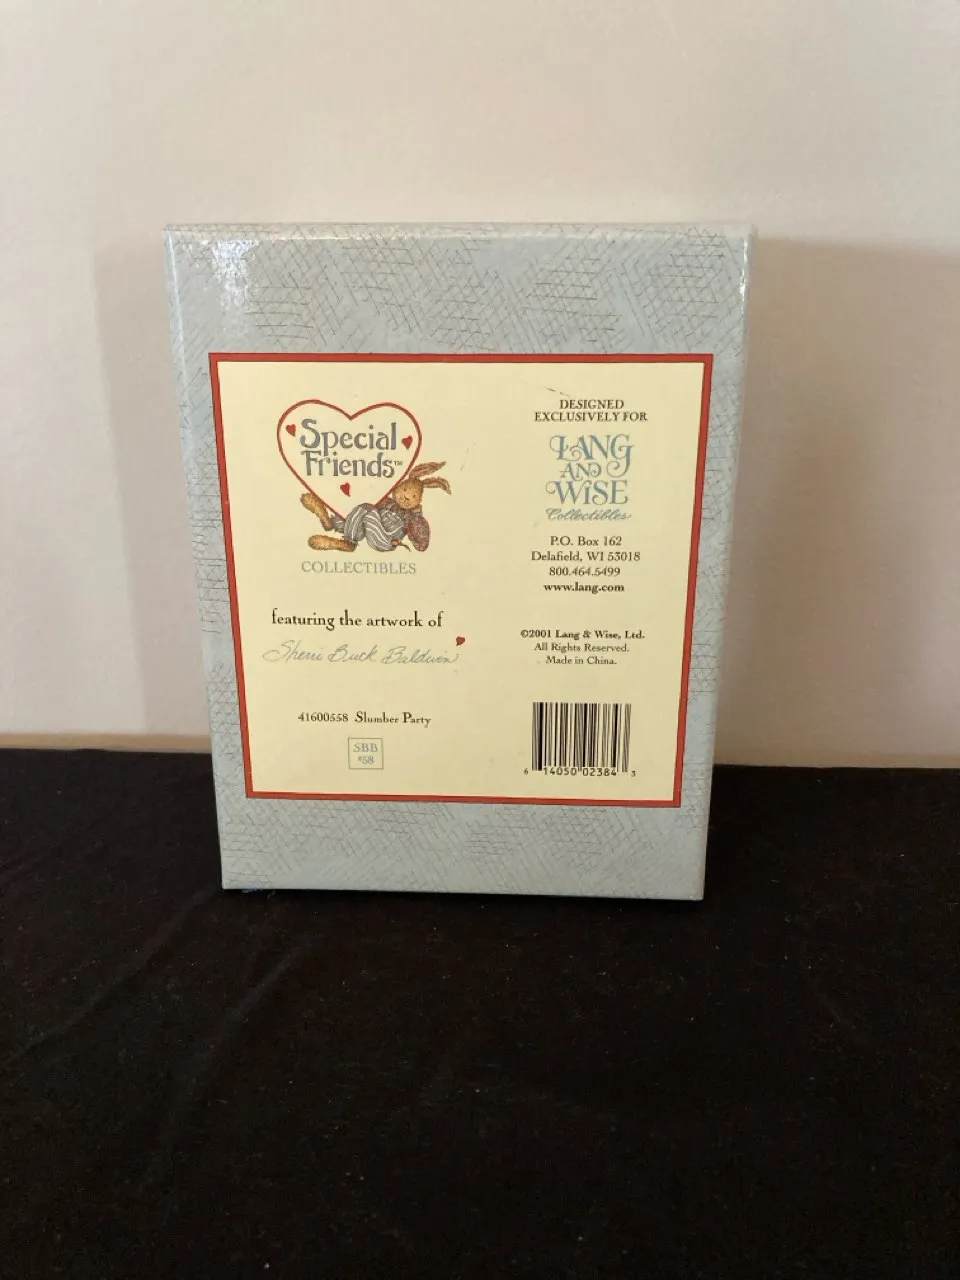 Special
Friends™
COLLECTIBLES
featuring the artwork of
Sherri Buck Baldwin
41600558 Slumber Party
SBB
#58
DESIGNED
EXCLUSIVELY FOR
LANG
AND
WISE
Collectibles
P.O. Box 162
Delafield, WI 53018
800.464.5499
www.lang.com
©2001 Lang & Wise, Ltd.
All Rights Reserved.
Made in China.
6 14050 02384 3